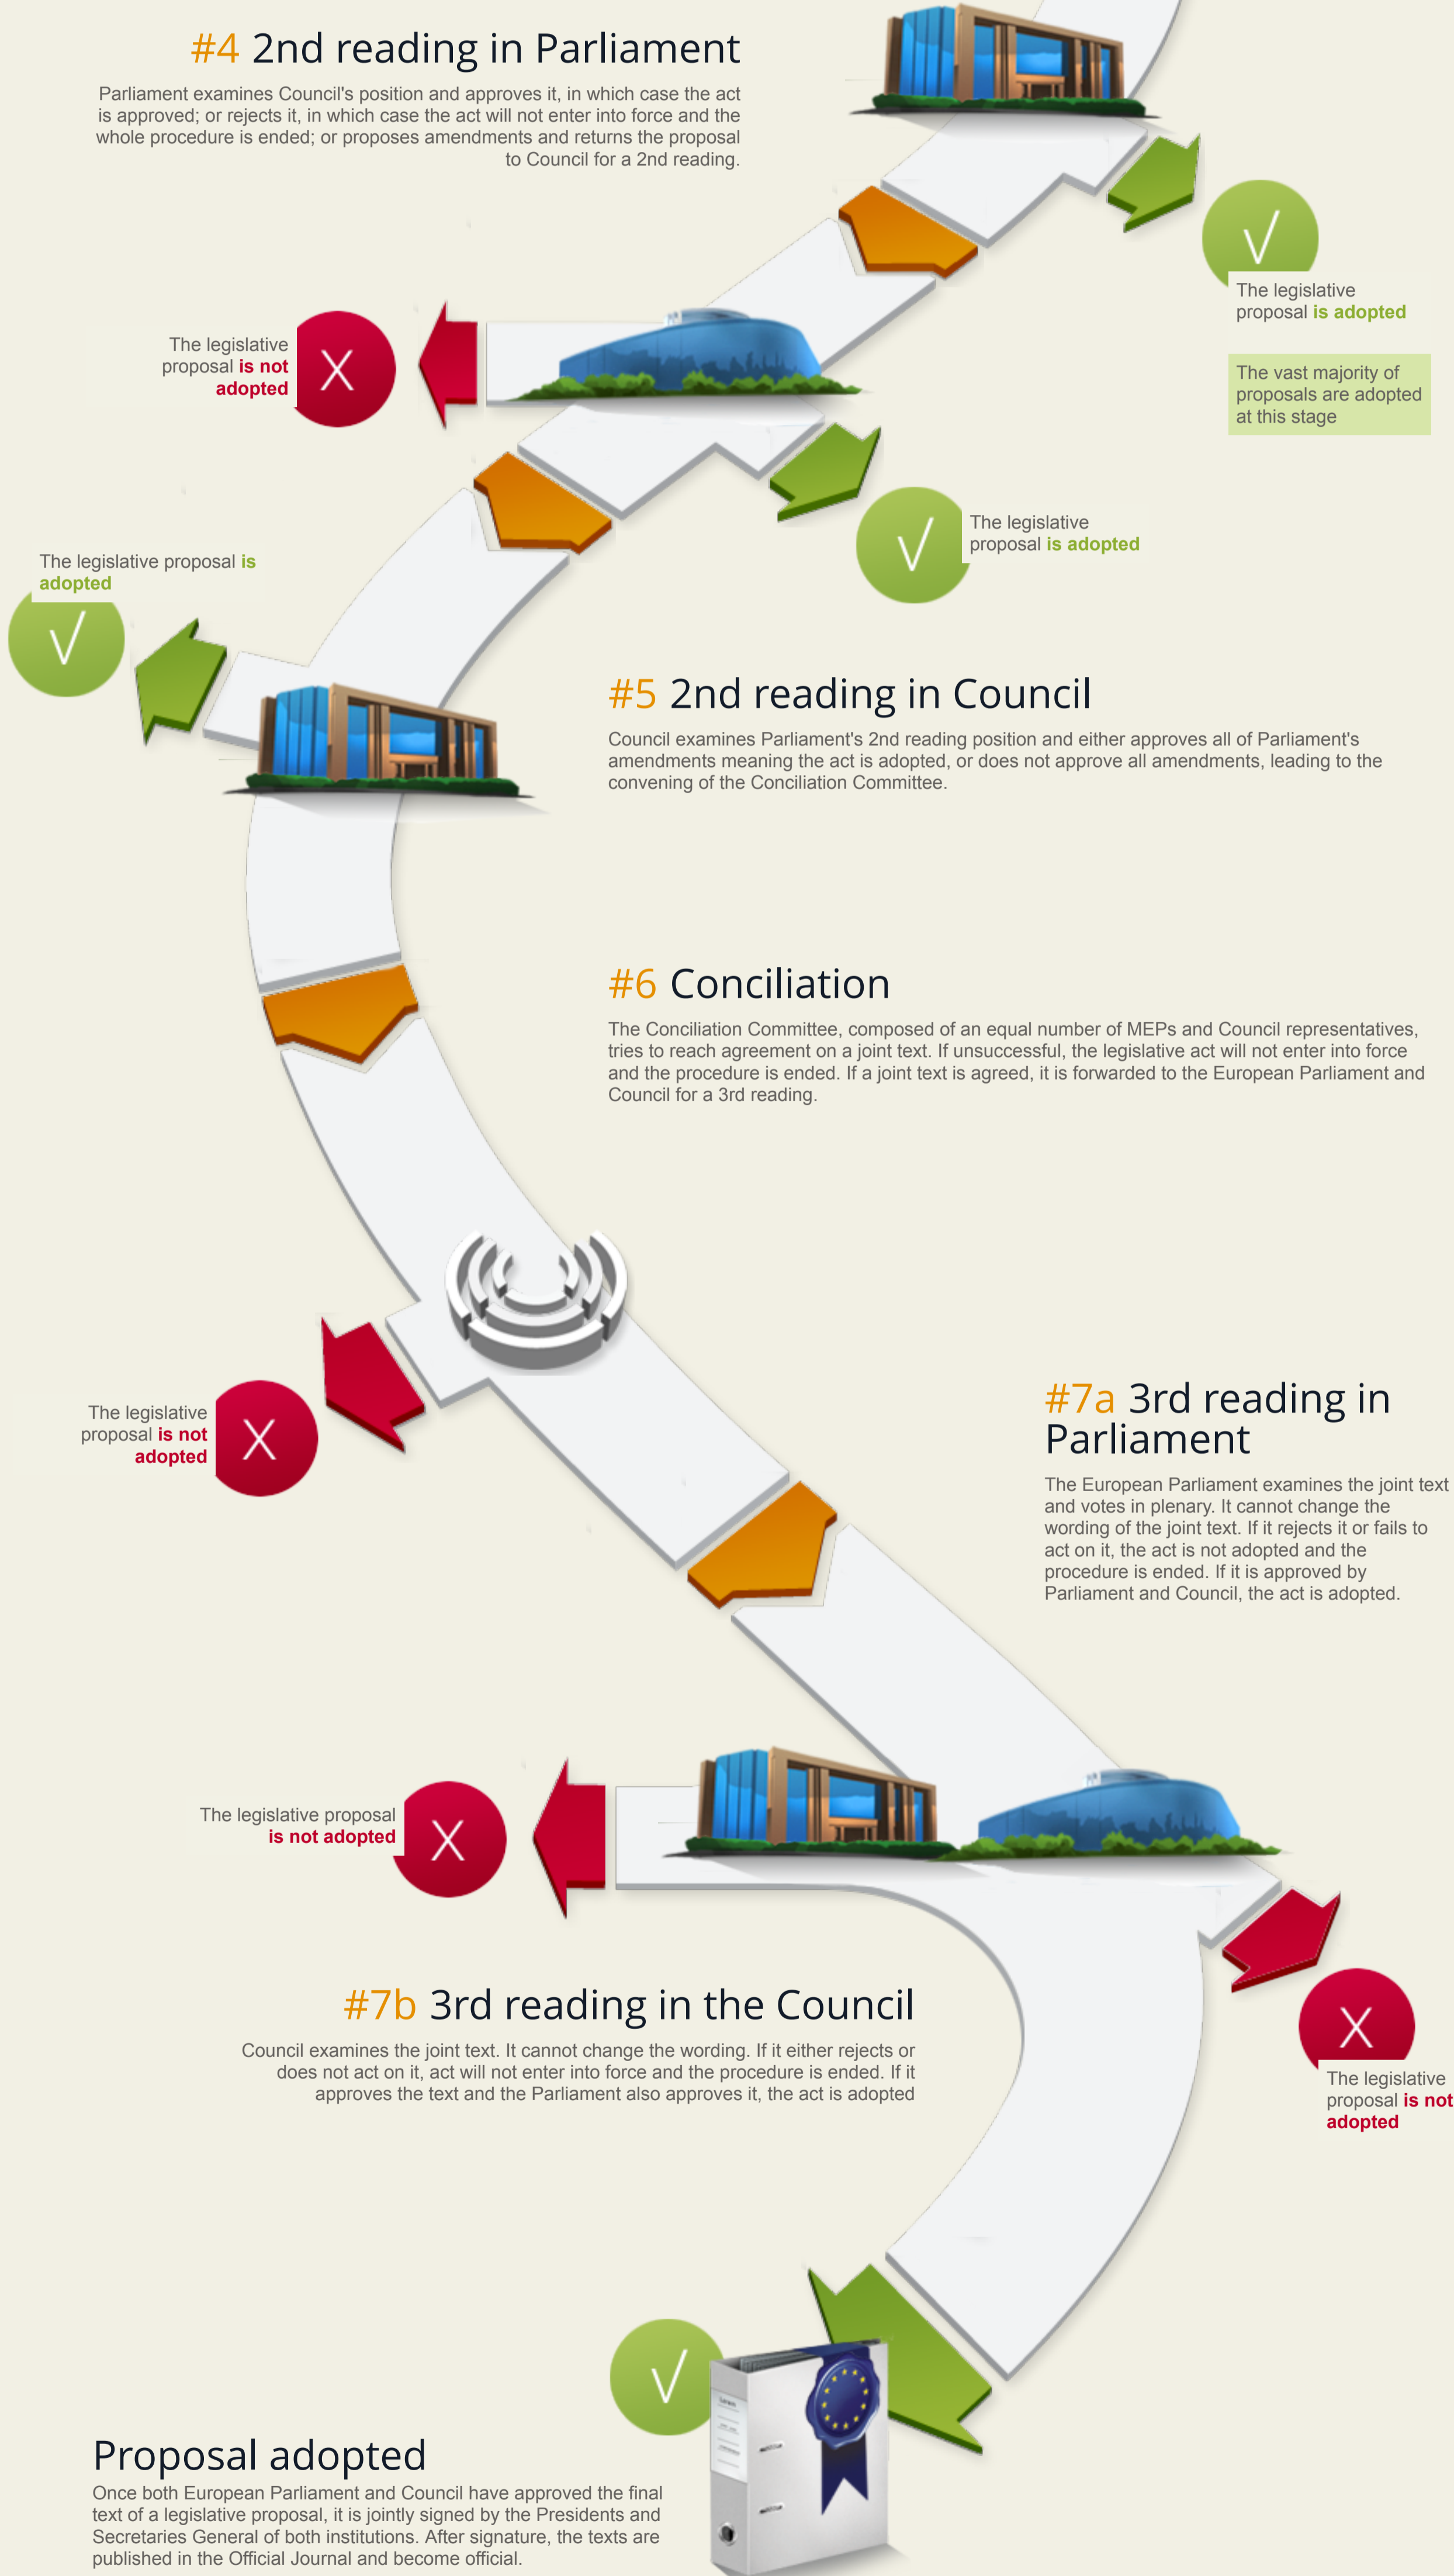 #4 2nd reading in Parliament
Parliament examines Council's position and approves it, in which case the act
is approved; or rejects it, in which case the act will not enter into force and the
whole procedure is ended; or proposes amendments and returns the proposal
to Council for a 2nd reading.
√
The legislative
proposal is adopted
The vast majority of
proposals are adopted
at this stage
The legislative
proposal is not
adopted
X
√
The legislative
proposal is adopted
The legislative proposal is
adopted
√
#5 2nd reading in Council
Council examines Parliament's 2nd reading position and either approves all of Parliament's
amendments meaning the act is adopted, or does not approve all amendments, leading to the
convening of the Conciliation Committee.
#6 Conciliation
The Conciliation Committee, composed of an equal number of MEPs and Council representatives,
tries to reach agreement on a joint text. If unsuccessful, the legislative act will not enter into force
and the procedure is ended. If a joint text is agreed, it is forwarded to the European Parliament and
Council for a 3rd reading.
The legislative
proposal is not
adopted
X
#7a 3rd reading in
Parliament
The European Parliament examines the joint text
and votes in plenary. It cannot change the
wording of the joint text. If it rejects it or fails to
act on it, the act is not adopted and the
procedure is ended. If it is approved by
Parliament and Council, the act is adopted.
The legislative proposal
is not adopted
X
#7b 3rd reading in the Council
Council examines the joint text. It cannot change the wording. If it either rejects or
does not act on it, act will not enter into force and the procedure is ended. If it
approves the text and the Parliament also approves it, the act is adopted
X
The legislative
proposal is not
adopted
√
Proposal adopted
Once both European Parliament and Council have approved the final
text of a legislative proposal, it is jointly signed by the Presidents and
Secretaries General of both institutions. After signature, the texts are
published in the Official Journal and become official.